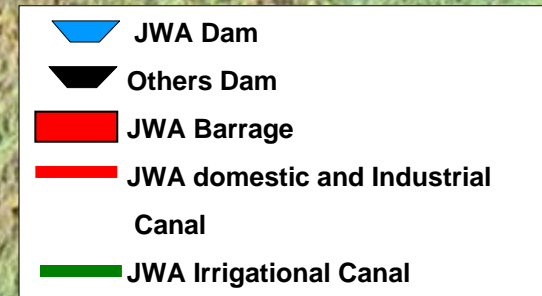 JWA Dam
Others Dam
JWA Barrage
JWA domestic and Industrial
Canal
JWA Irrigational Canal